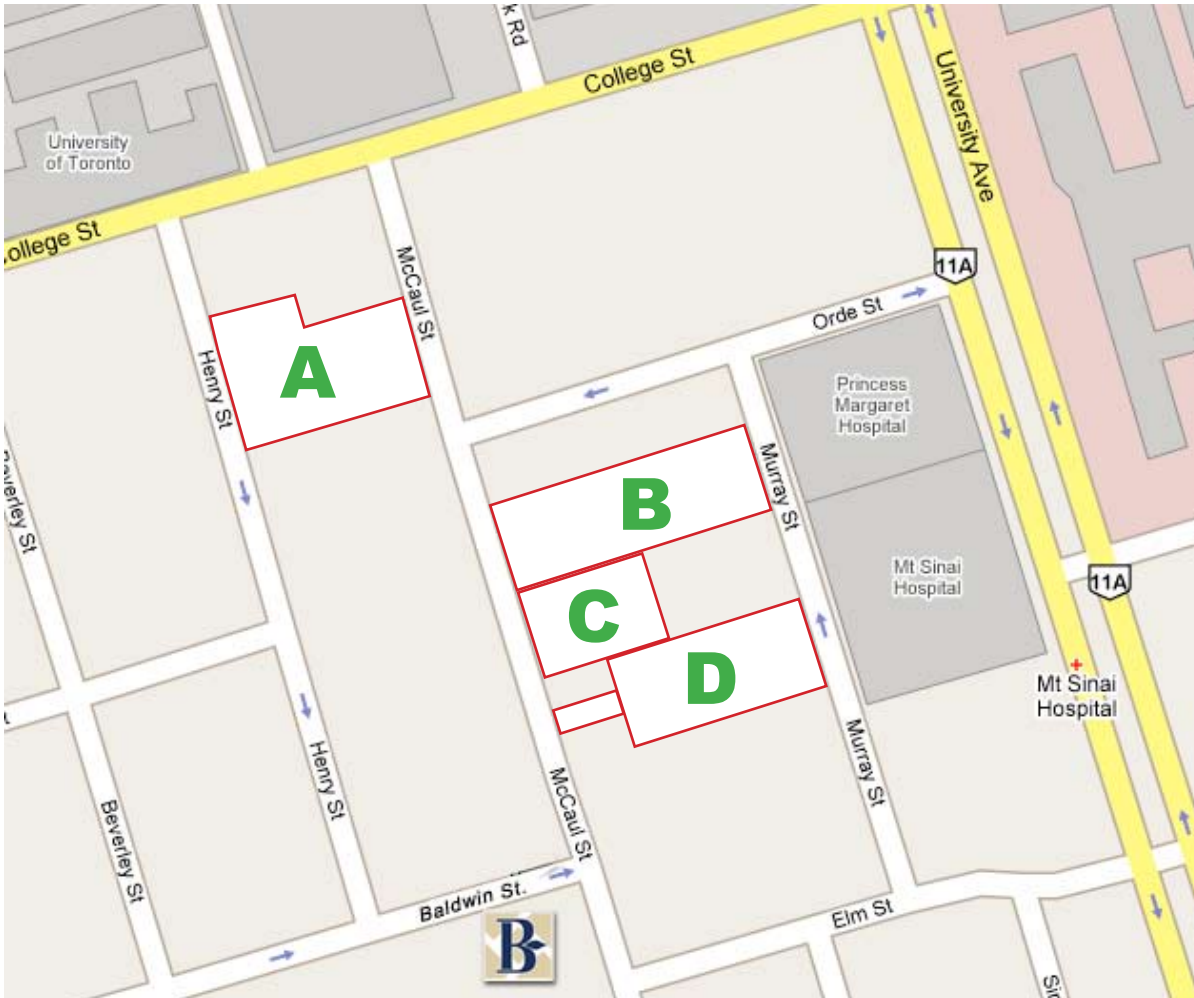 k Rd
College St
University Ave
University
of Toronto
ollege St
McCaul St
11A
Orde St
A
Henry St
Princess
Margaret
Hospital
Beverley St
B
Murray St
Mt Sinai
Hospital
11A
C
D
Mt Sinai
Hospital
t
Henry St
McCaul St
Murray St
Beverley St
Baldwin St.
Elm St
B
Sim